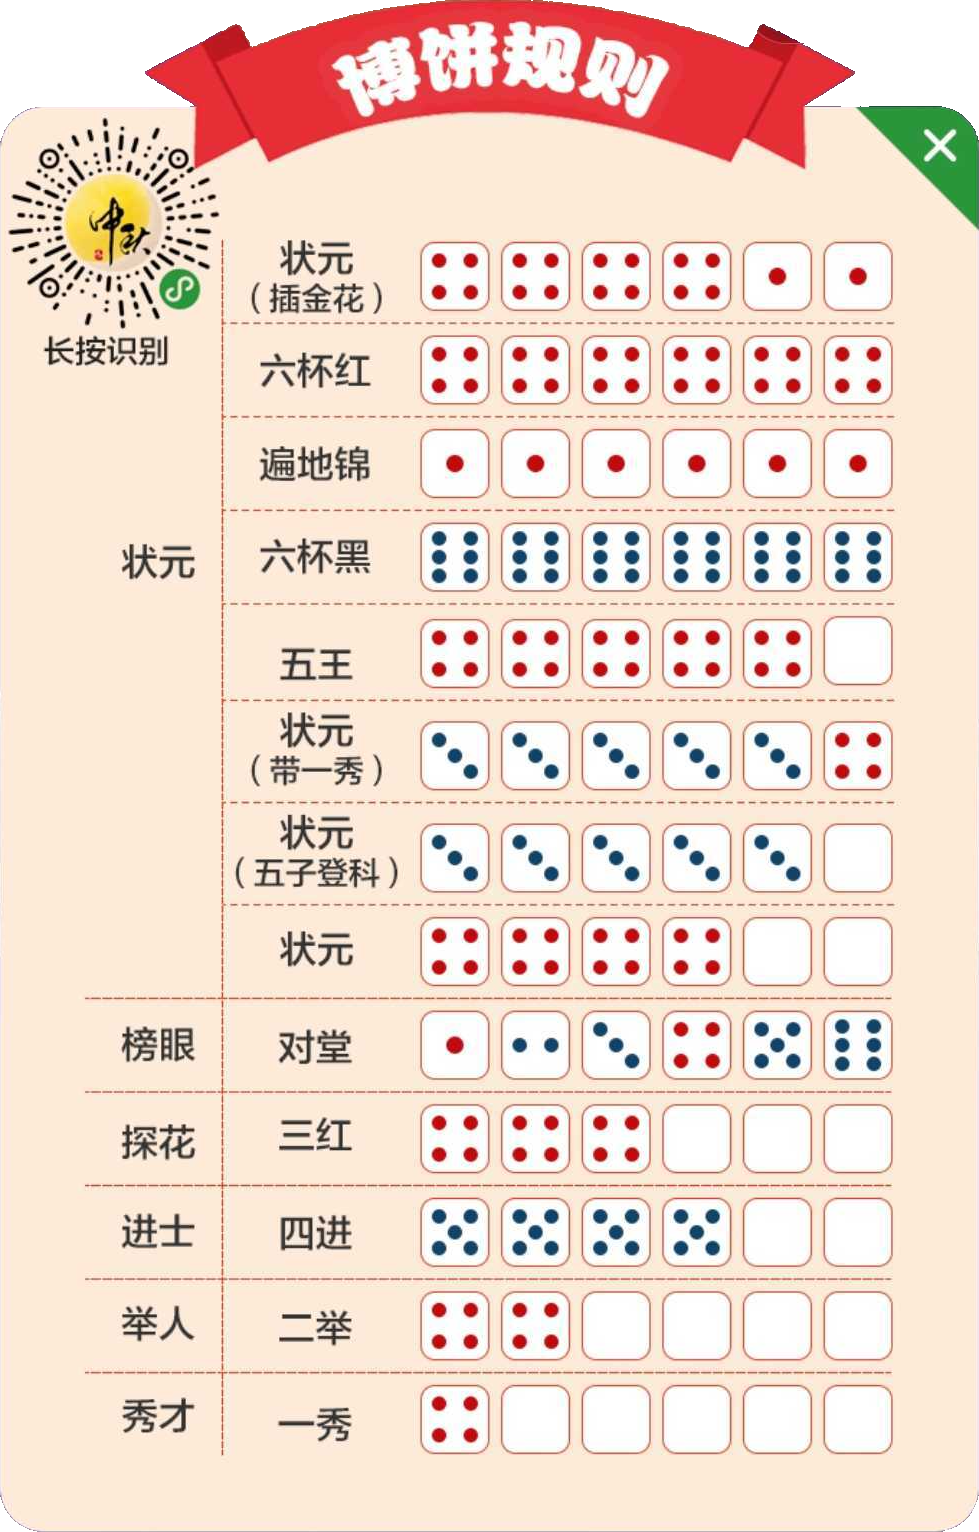 博饼规则
中秋
长按识别
状元
状元
（插金花）
六杯红
遍地锦
六杯黑
五王
状元
（带一秀）
状元
（五子登科）
状元
榜眼
对堂
探花
三红
进士
四进
举人
二举
秀才
一秀